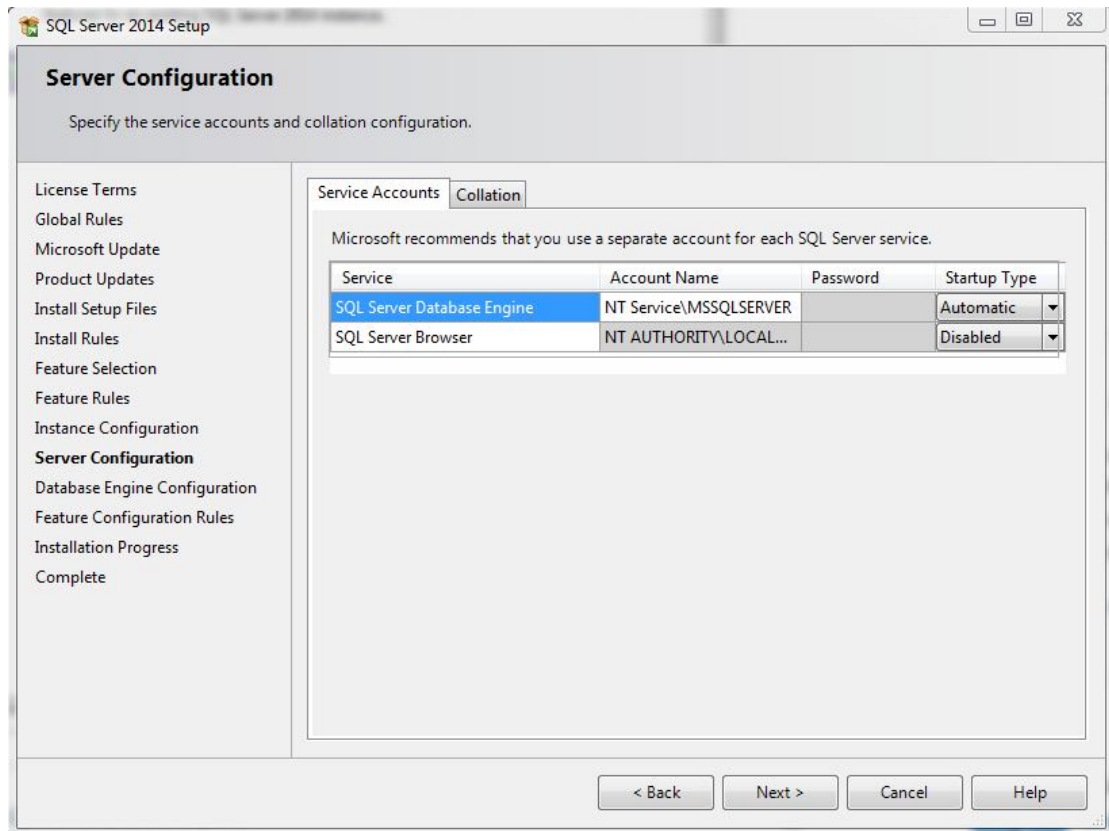 SQL Server 2014 Setup
Server Configuration
Specify the service accounts and collation configuration.
License Terms
Global Rules
Microsoft Update
Product Updates
Install Setup Files
Install Rules
Feature Selection
Feature Rules
Instance Configuration
Server Configuration
Database Engine Configuration
Feature Configuration Rules
Installation Progress
Complete
Service Accounts Collation
Microsoft recommends that you use a separate account for each SQL Server service.
Service Account Name Password Startup Type
SQL Server Database Engine NT Service\MSSQLSERVER Automatic
SQL Server Browser NT AUTHORITY\LOCAL... Disabled
< Back Next > Cancel Help